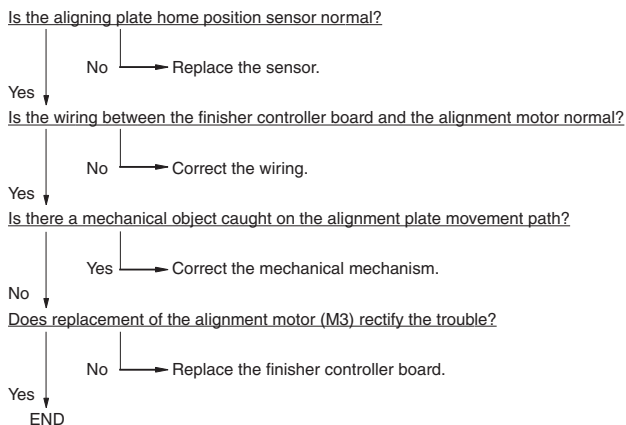 Is the aligning plate home position sensor normal?
No
Replace the sensor.
Yes
Is the wiring between the finisher controller board and the alignment motor normal?
No
Correct the wiring.
Yes
Is there a mechanical object caught on the alignment plate movement path?
Yes
Correct the mechanical mechanism.
No
Does replacement of the alignment motor (M3) rectify the trouble?
No
Replace the finisher controller board.
Yes
END